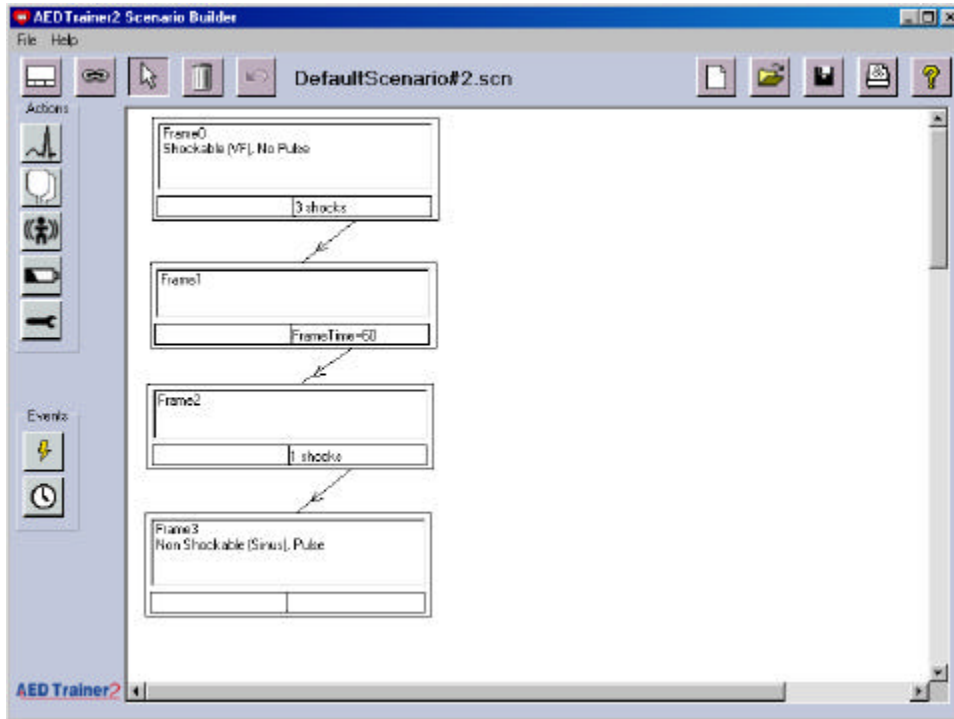 AEDTrainer2 Scenario Builder
File Help
DefaultScenario#2.scn
Actions
Frame0
Shockable (VF), No Pulse
3 shocks
Frame1
FrameTime=60
Frame2
1 shocks
Events
Frame3
Non Shockable (Sinus), Pulse
AED Trainer2